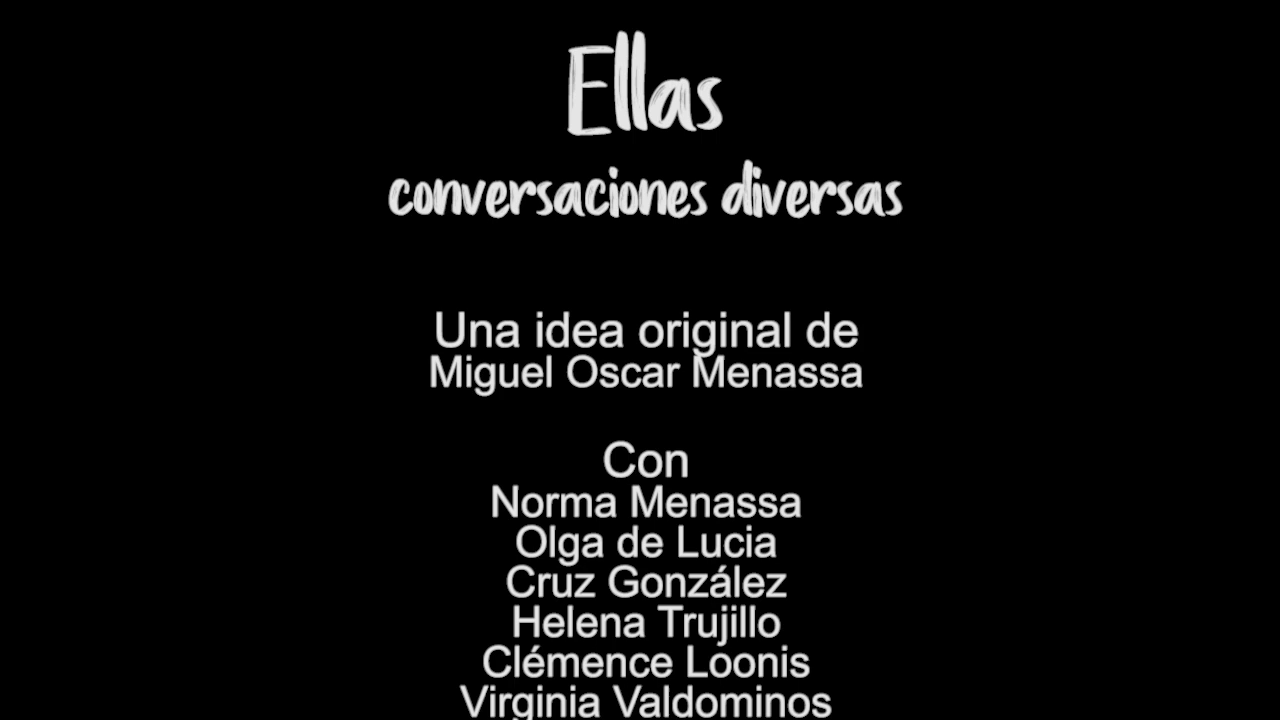 Ellas
conversaciones diversas
Una idea original de
Miguel Oscar Menassa
Con
Norma Menassa
Olga de Lucia
Cruz González
Helena Trujillo
Clémence Loonis
Virginia Valdominos